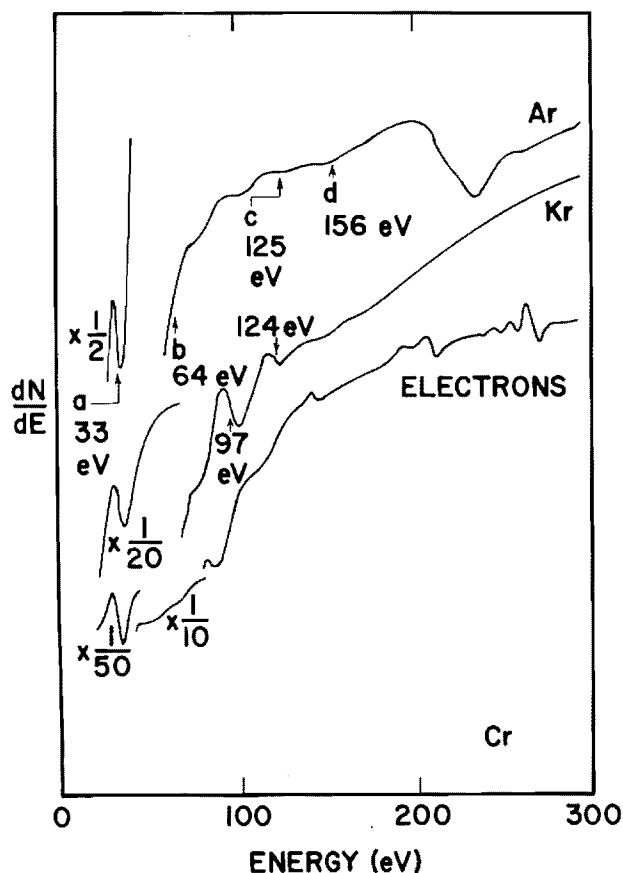 Ar
Kr
d
156 eV
c
125
eV
x 1/2
124 eV
b
64 eV
dN/dE
a
33
eV
ELECTRONS
97
eV
x 1/20
x 1/10
x 1/50
Cr
0 100 200 300
ENERGY (eV)